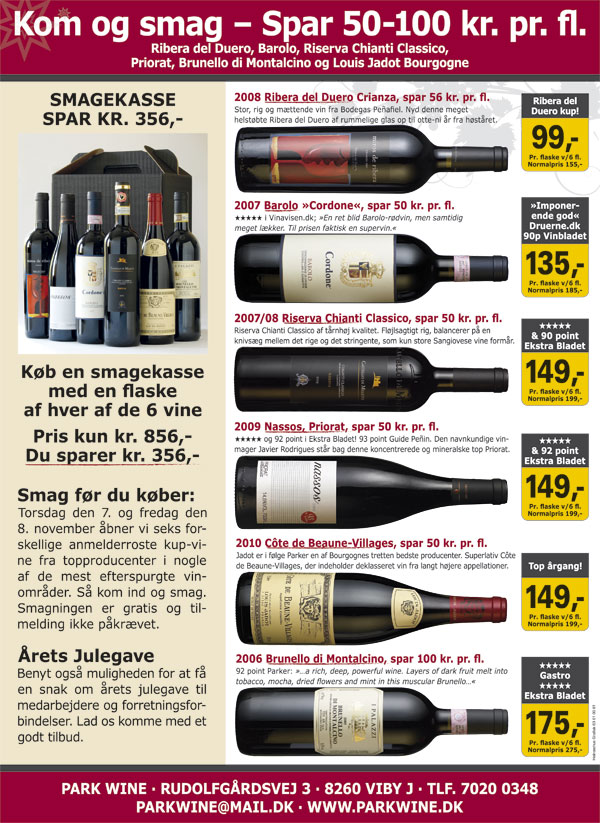 Kom og smag – Spar 50-100 kr. pr. fl.
Ribera del Duero, Barolo, Riserva Chianti Classico,
Priorat, Brunello di Montalcino og Louis Jadot Bourgogne
SMAGEKASSE
SPAR KR. 356,-
Køb en smagekasse
med en flaske
af hver af de 6 vine
Pris kun kr. 856,-
Du sparer kr. 356,-
Smag før du køber:
Torsdag den 7. og fredag den
8. november åbner vi seks for-
skellige anmelderroste kup-vi-
ne fra topproducenter i nogle
af de mest efterspurgte vin-
områder. Så kom ind og smag.
Smagningen er gratis og til-
melding ikke påkrævet.
Årets Julegave
Benyt også muligheden for at få
en snak om årets julegave til
medarbejdere og forretningsfor-
bindelser. Lad os komme med et
godt tilbud.
2008 Ribera del Duero Crianza, spar 56 kr. pr. fl.
Stor, rig og mættende vin fra Bodegas Peñafiel. Nyd denne meget
helstøbte Ribera del Duero af rummelige glas op til otte-ni år fra høståret.
Ribera del
Duero kup!
99,-
Pr. flaske v/6 fl.
Normalpris 155,-
2007 Barolo »Cordone«, spar 50 kr. pr. fl.
★★★★★ i Vinavisen.dk; »En ret blid Barolo-rødvin, men samtidig
meget lækker. Til prisen faktisk en supervin.«
Cordone
BAROLO
»Imponer-
ende god«
Druerne.dk
90p Vinbladet
135,-
Pr. flaske v/6 fl.
Normalpris 185,-
2007/08 Riserva Chianti Classico, spar 50 kr. pr. fl.
Riserva Chianti Classico af tårnhøj kvalitet. Fløjlsagtigt rig, balancerer på en
knivsæg mellem det rige og det stringente, som kun store Sangiovese vine formår.
★★★★★
& 90 point
Ekstra Bladet
149,-
Pr. flaske v/6 fl.
Normalpris 199,-
2009 Nassos, Priorat, spar 50 kr. pr. fl.
★★★★★ og 92 point i Ekstra Bladet! 93 point Guide Peñin. Den navnkundige vin-
mager Javier Rodrigues står bag denne koncentrerede og mineralske top Priorat.
nassos
★★★★★
& 92 point
Ekstra Bladet
149,-
Pr. flaske v/6 fl.
Normalpris 199,-
2010 Côte de Beaune-Villages, spar 50 kr. pr. fl.
Jadot er i følge Parker en af Bourgognes tretten bedste producenter. Superlativ Côte
de Beaune-Villages, der indeholder deklasseret vin fra langt højere appellationer.
CÔTE DE BEAUNE-VILLAGES
LOUIS JADOT
Top årgang!
149,-
Pr. flaske v/6 fl.
Normalpris 199,-
2006 Brunello di Montalcino, spar 100 kr. pr. fl.
92 point Parker: »...a rich, deep, powerful wine. Layers of dark fruit melt into
tobacco, mocha, dried flowers and mint in this muscular Brunello...«
BRUNELLO
DI MONTALCINO
I PALAZZI
★★★★★
Gastro
★★★★★
Ekstra Bladet
175,-
Pr. flaske v/6 fl.
Normalpris 275,-
PARK WINE · RUDOLFGÅRDSVEJ 3 · 8260 VIBY J · TLF. 7020 0348
PARKWINE@MAIL.DK · WWW.PARKWINE.DK